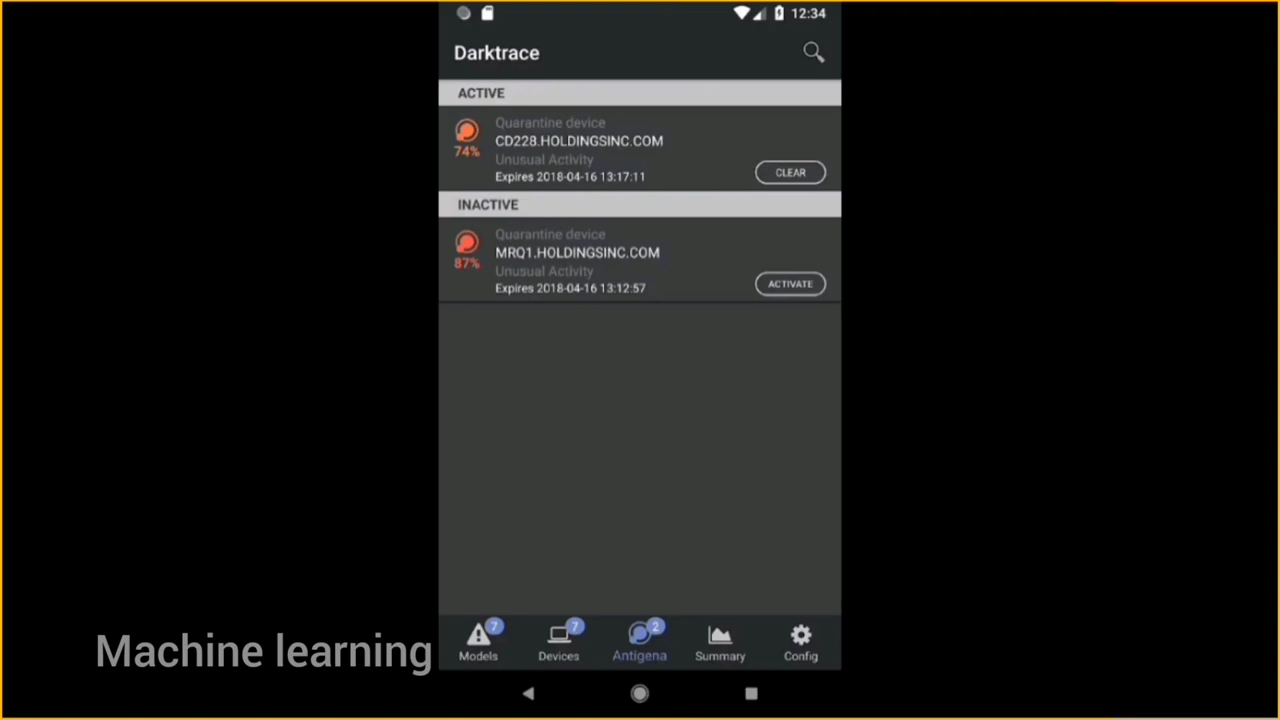 12:34
Darktrace
ACTIVE
Quarantine device
CD228.HOLDINGSINC.COM
74%
Unusual Activity
Expires 2018-04-16 13:17:11
CLEAR
INACTIVE
Quarantine device
MRQ1.HOLDINGSINC.COM
87%
Unusual Activity
Expires 2018-04-16 13:12:57
ACTIVATE
7 7 2
Models Devices Antigena Summary Config
Machine learning